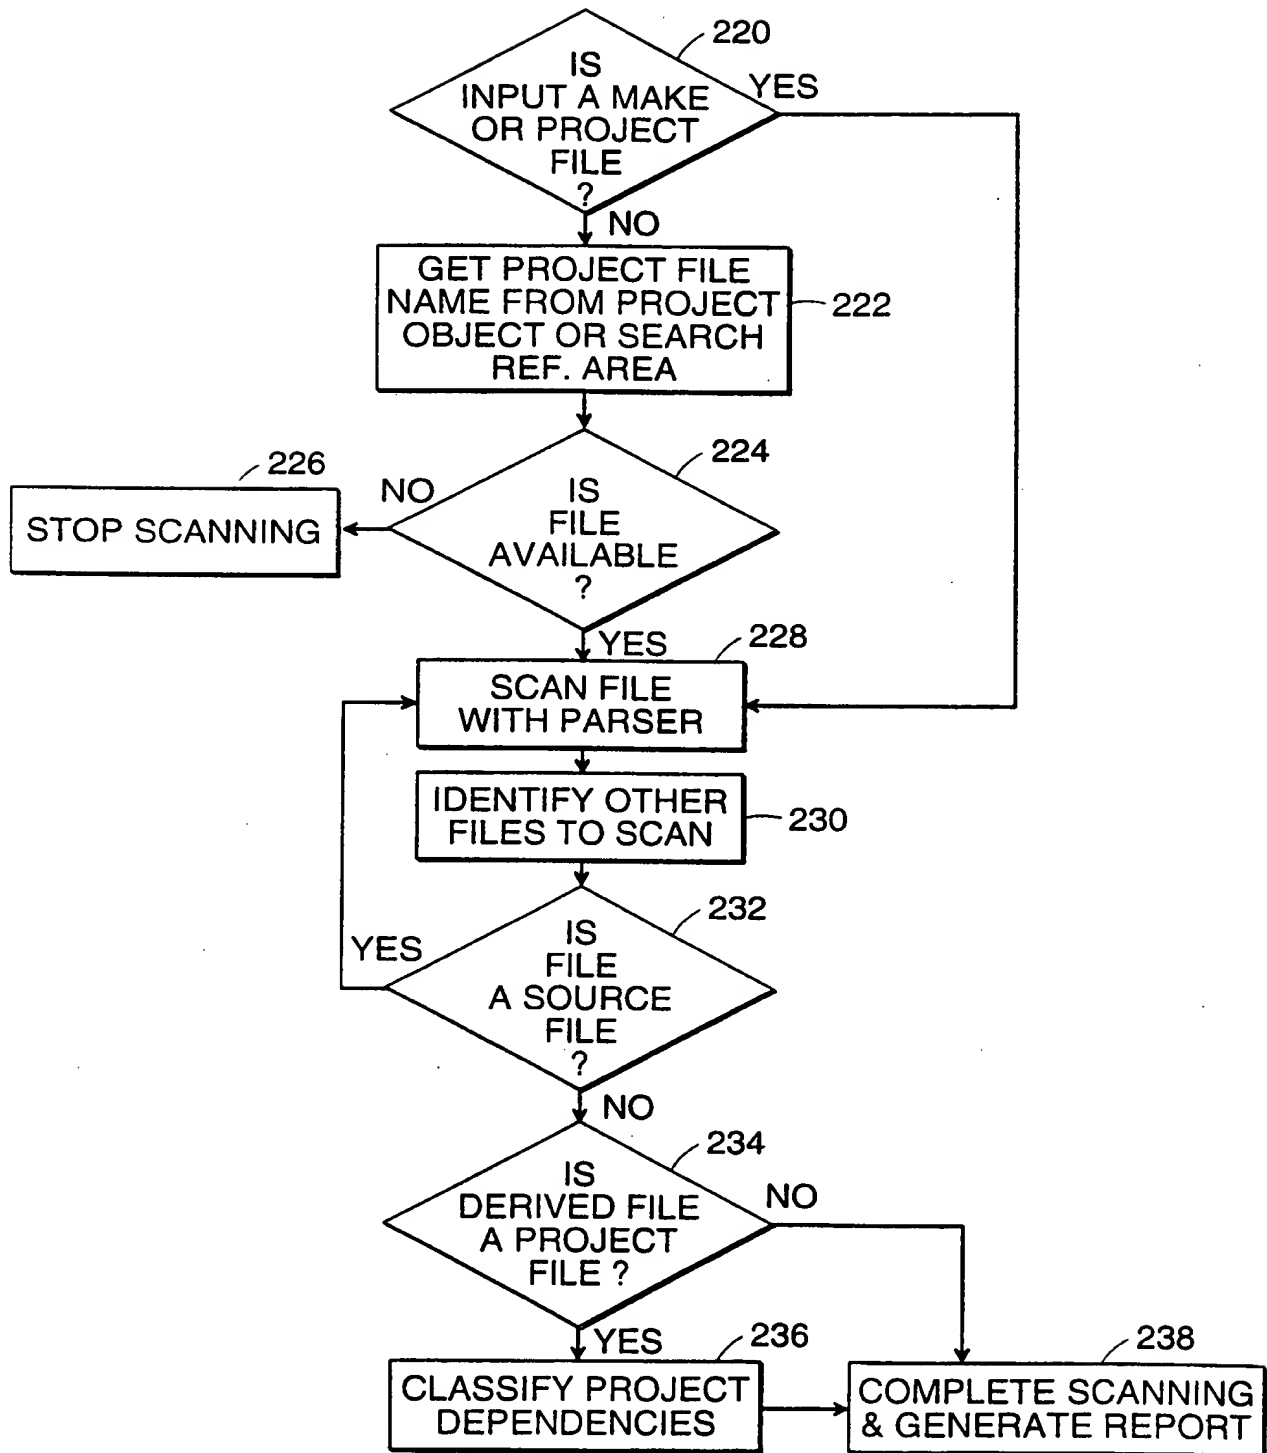 220
IS
INPUT A MAKE
OR PROJECT
FILE
?
YES
NO
GET PROJECT FILE
NAME FROM PROJECT
OBJECT OR SEARCH
REF. AREA
222
224
226
NO
IS
FILE
AVAILABLE
?
STOP SCANNING
YES
228
SCAN FILE
WITH PARSER
IDENTIFY OTHER
FILES TO SCAN
230
232
YES
IS
FILE
A SOURCE
FILE
?
NO
234
IS
DERIVED FILE
A PROJECT
FILE ?
NO
YES
236
238
CLASSIFY PROJECT
DEPENDENCIES
COMPLETE SCANNING
& GENERATE REPORT